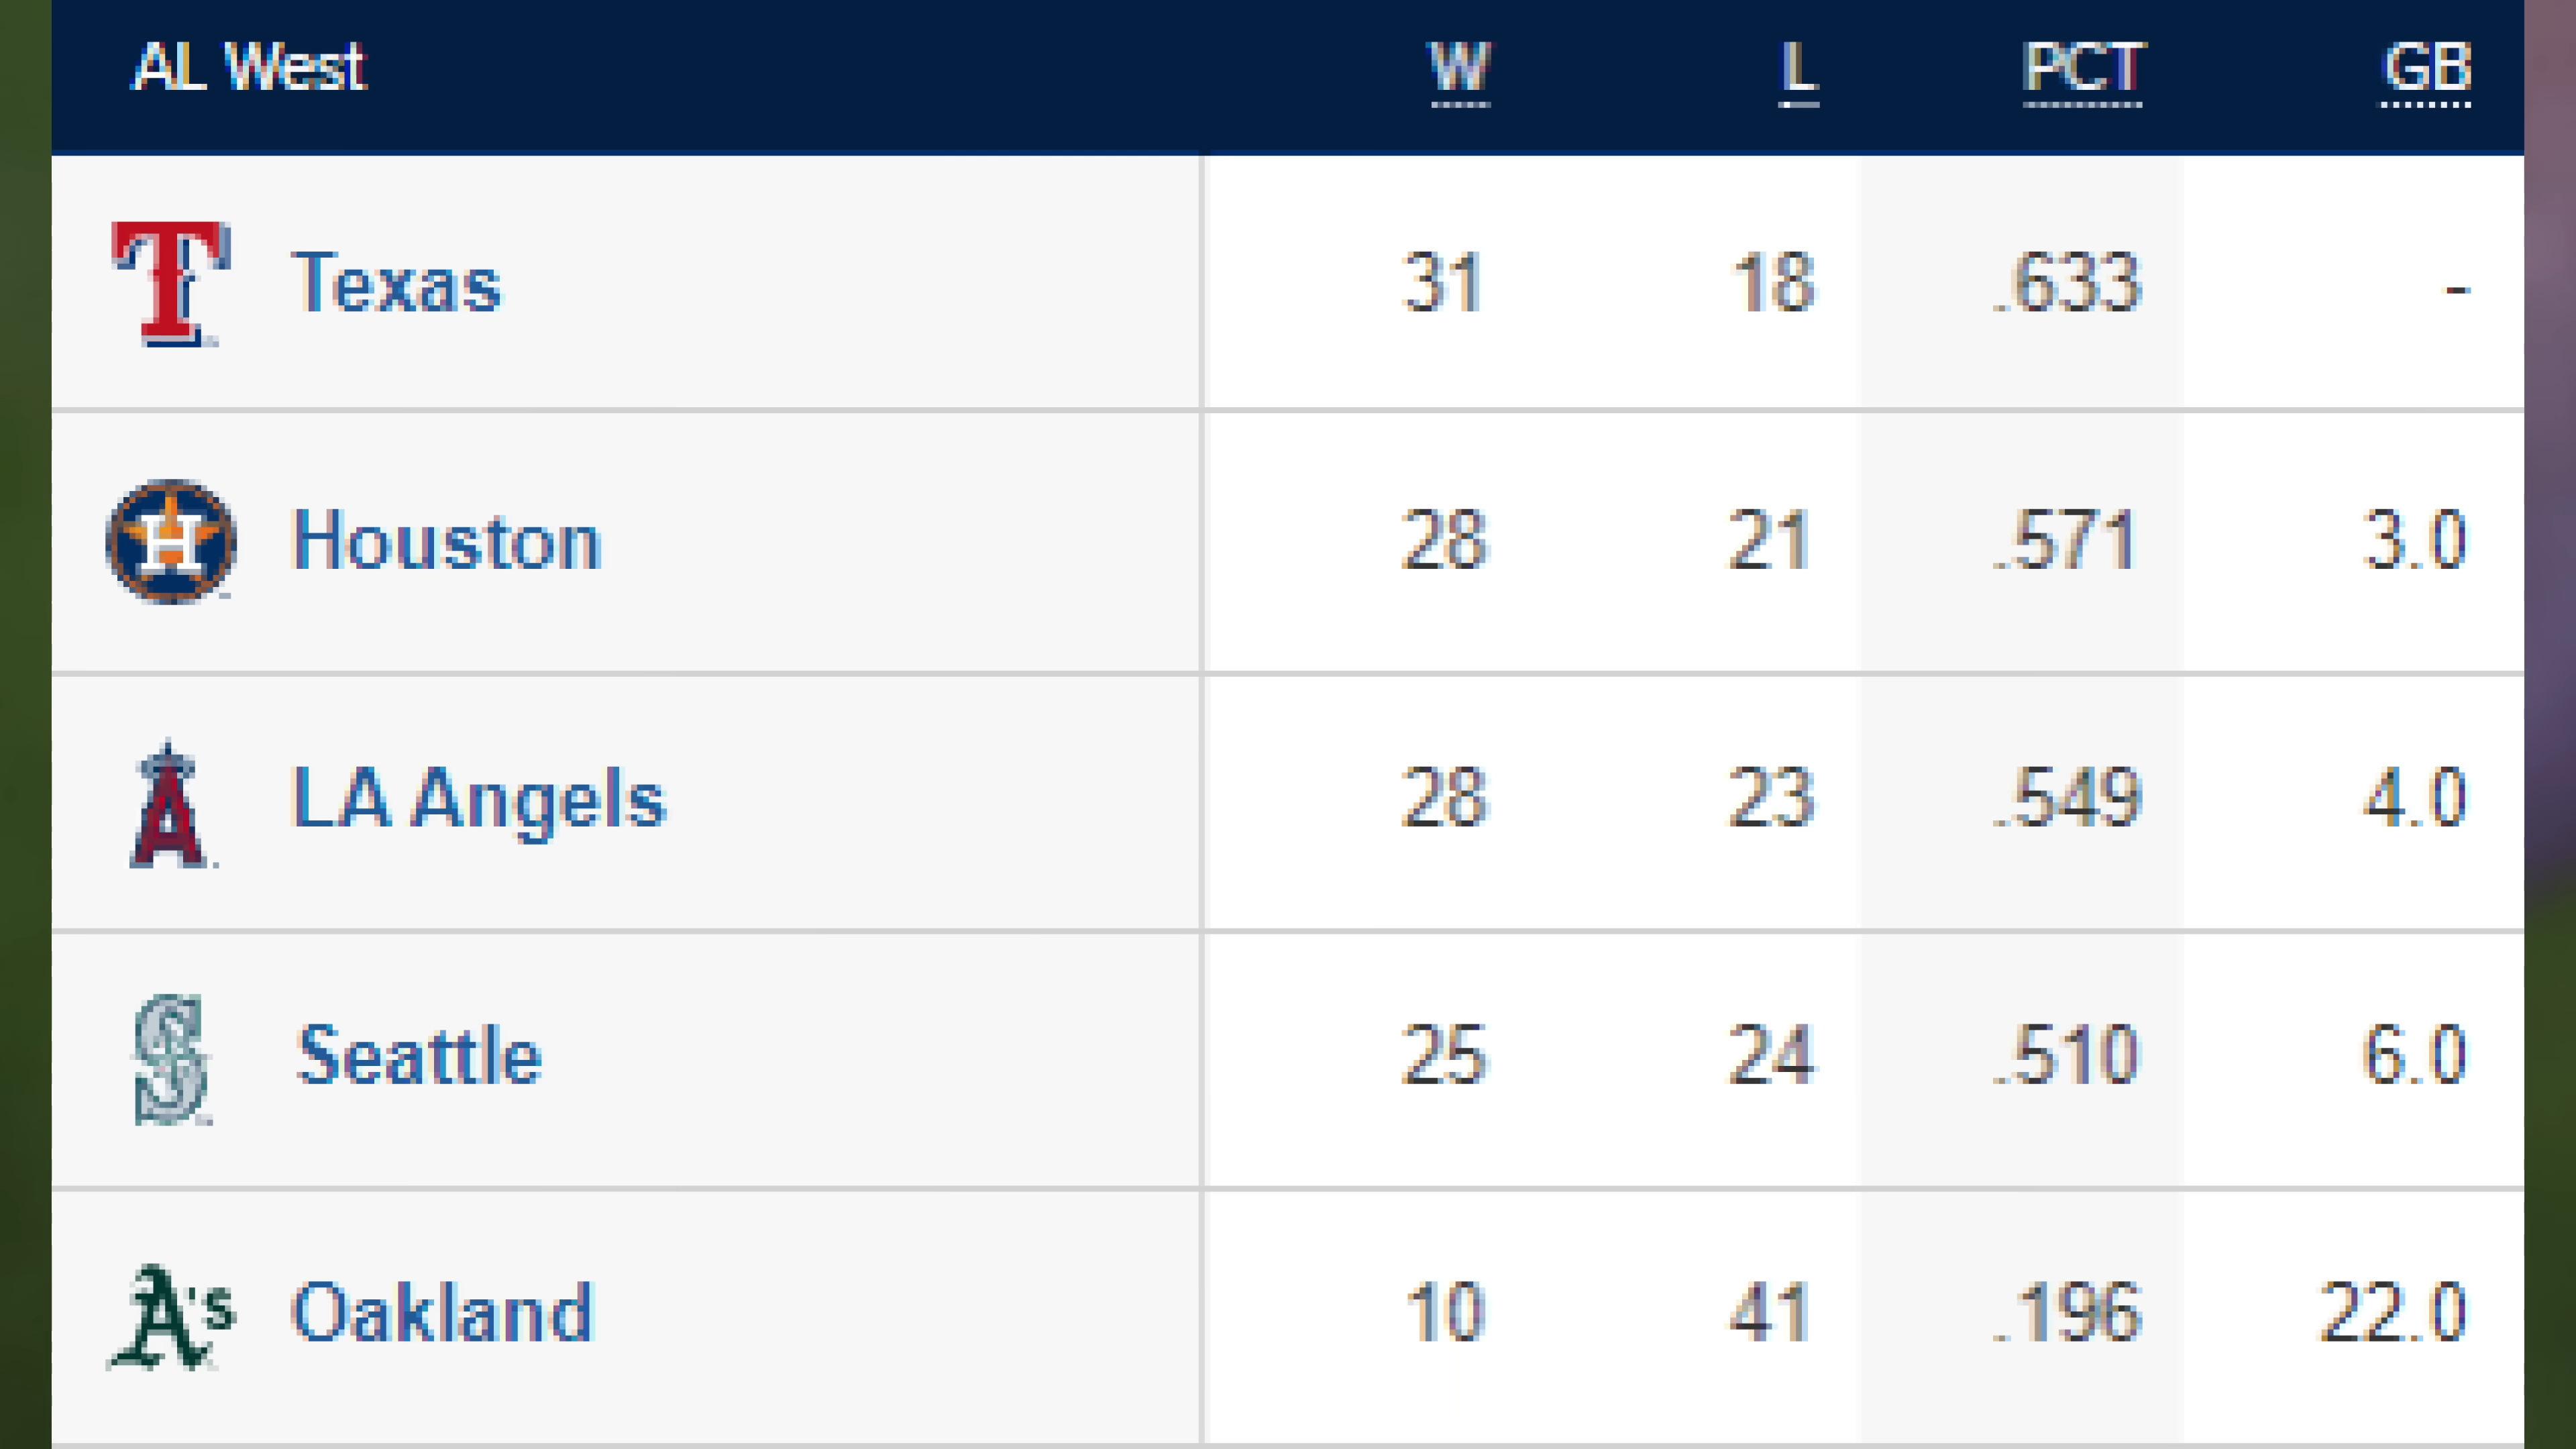 AL West W L PCT GB
T Texas 31 18 .633 -
H Houston 28 21 .571 3.0
A LA Angels 28 23 .549 4.0
S Seattle 25 24 .510 6.0
A's Oakland 10 41 .196 22.0